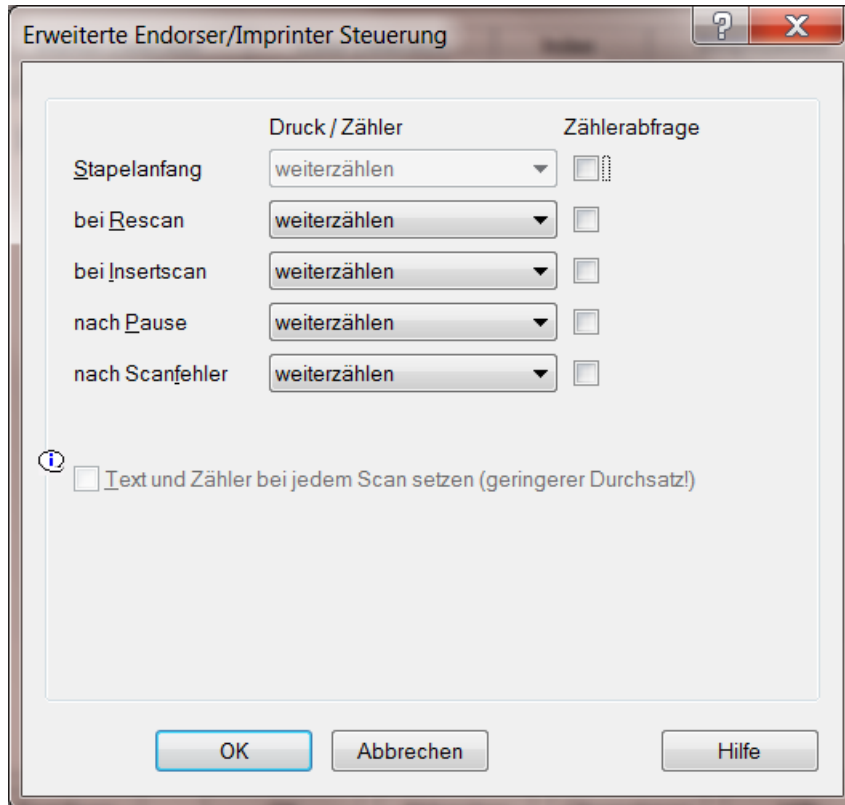 Erweiterte Endorser/Imprinter Steuerung
Druck / Zähler Zählerabfrage
Stapelanfang weiterzählen
bei Rescan weiterzählen
bei Insertscan weiterzählen
nach Pause weiterzählen
nach Scanfehler weiterzählen
Text und Zähler bei jedem Scan setzen (geringerer Durchsatz!)
OK Abbrechen Hilfe